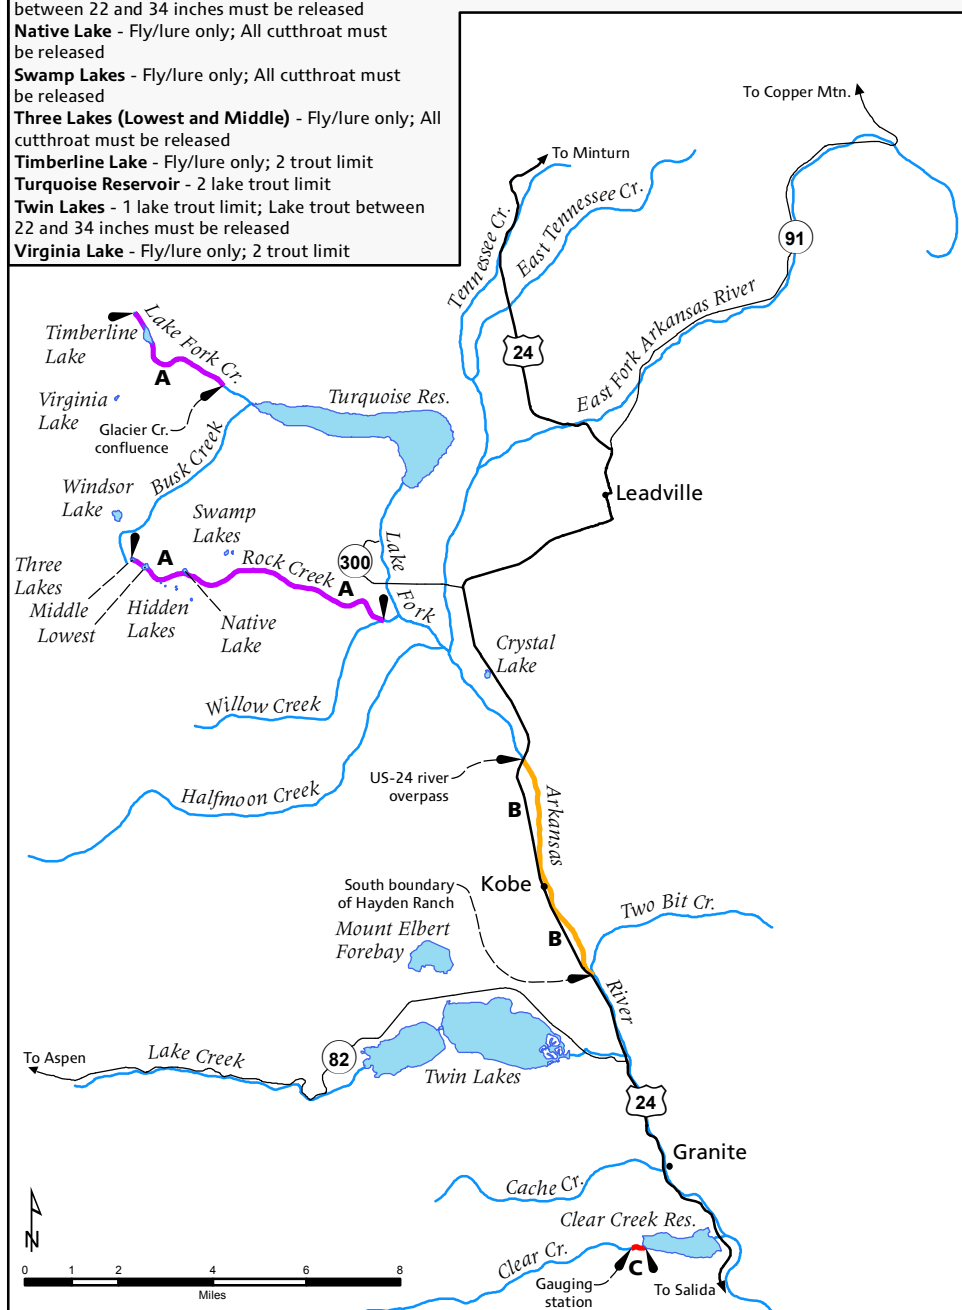 between 22 and 34 inches must be released
Native Lake - Fly/lure only; All cutthroat must
be released
Swamp Lakes - Fly/lure only; All cutthroat must
be released
Three Lakes (Lowest and Middle) - Fly/lure only; All
cutthroat must be released
Timberline Lake - Fly/lure only; 2 trout limit
Turquoise Reservoir - 2 lake trout limit
Twin Lakes - 1 lake trout limit; Lake trout between
22 and 34 inches must be released
Virginia Lake - Fly/lure only; 2 trout limit
To Copper Mtn.
To Minturn
Tennessee Cr.
East Tennessee Cr.
91
24
East Fork Arkansas River
Lake Fork Cr.
Timberline
Lake
A
Virginia
Lake
Glacier Cr.
confluence
Turquoise Res.
Busk Creek
Leadville
Windsor
Lake
Swamp
Lakes
Three
Lakes
Middle
Lowest
A
Rock Creek
A
Hidden
Lakes
Native
Lake
300
Lake
Fork
Crystal
Lake
Willow Creek
Halfmoon Creek
US-24 river
overpass
B
Arkansas
Kobe
South boundary
of Hayden Ranch
B
Two Bit Cr.
Mount Elbert
Forebay
River
To Aspen
Lake Creek
82
Twin Lakes
24
Granite
Cache Cr.
Clear Creek Res.
Clear Cr.
C
Gauging
station
To Salida
N
0 1 2 4 6 8
Miles